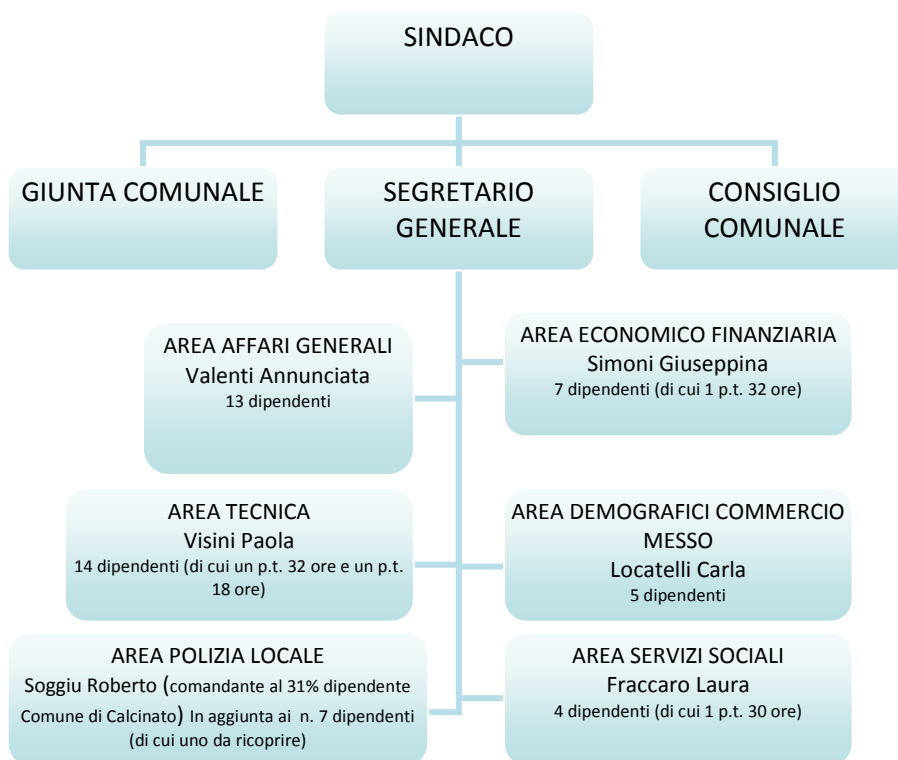 SINDACO
GIUNTA COMUNALE
SEGRETARIO
GENERALE
CONSIGLIO
COMUNALE
AREA AFFARI GENERALI
Valenti Annunciata
13 dipendenti
AREA ECONOMICO FINANZIARIA
Simoni Giuseppina
7 dipendenti (di cui 1 p.t. 32 ore)
AREA TECNICA
Visini Paola
14 dipendenti (di cui un p.t. 32 ore e un p.t.
18 ore)
AREA DEMOGRAFICI COMMERCIO
MESSO
Locatelli Carla
5 dipendenti
AREA POLIZIA LOCALE
Soggiu Roberto (comandante al 31% dipendente
Comune di Calcinato) In aggiunta ai n. 7 dipendenti
(di cui uno da ricoprire)
AREA SERVIZI SOCIALI
Fraccaro Laura
4 dipendenti (di cui 1 p.t. 30 ore)